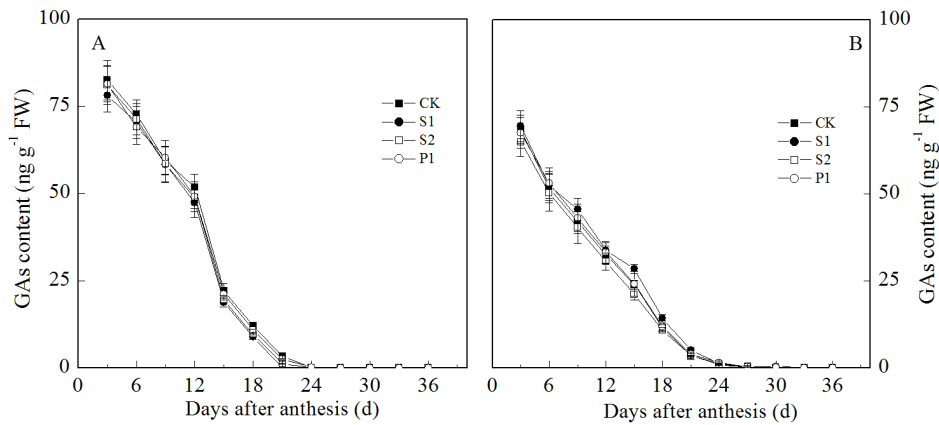 100
A
75
50
25
0
GAs content (ng g⁻¹ FW)
CK
S1
S2
P1
0 6 12 18 24 30 36
Days after anthesis (d)
B
100
75
50
25
0
GAs content (ng g⁻¹ FW)
CK
S1
S2
P1
0 6 12 18 24 30 36
Days after anthesis (d)